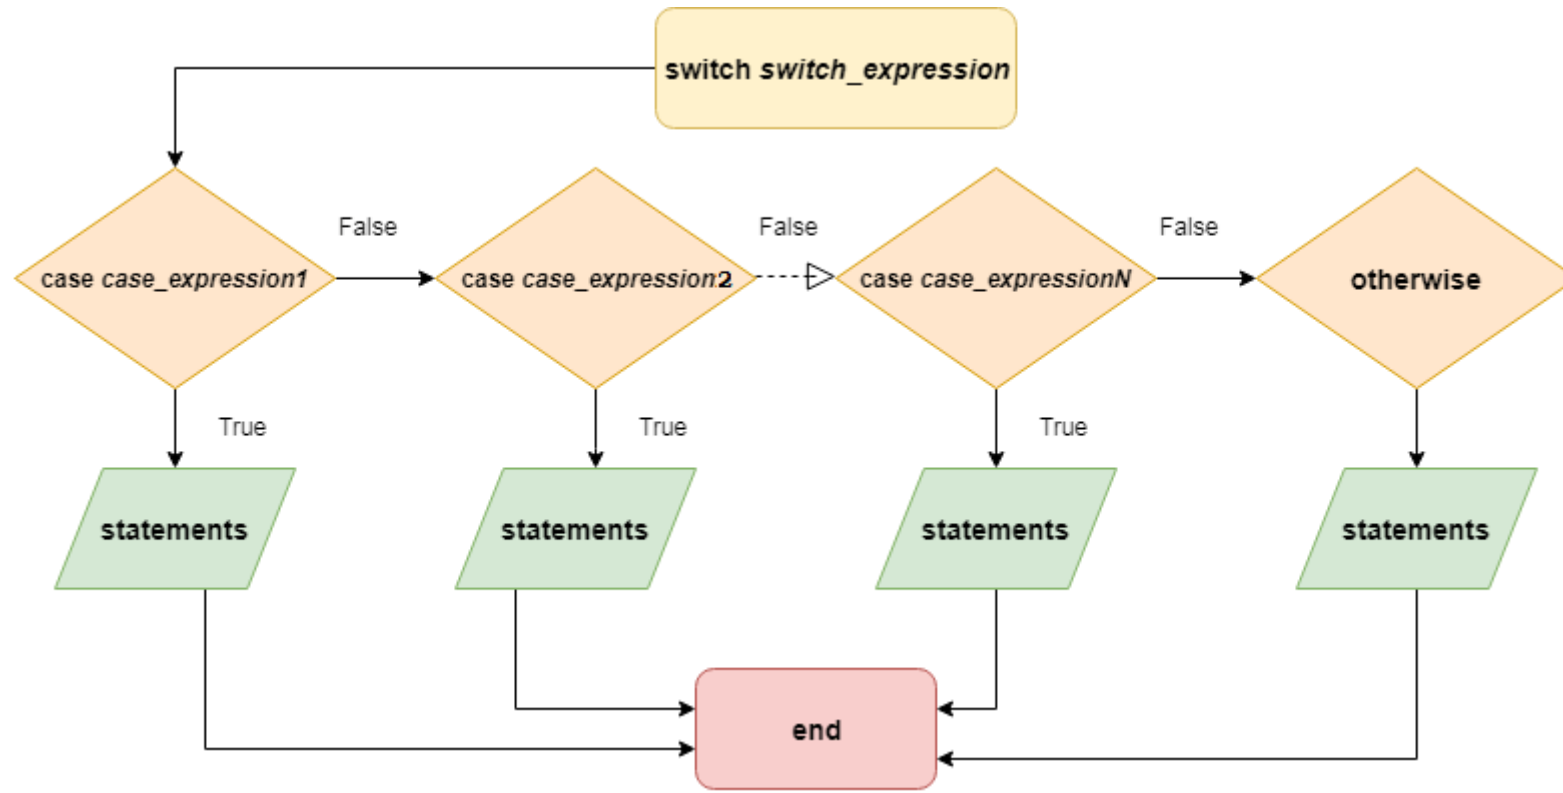 switch switch_expression
False
False
False
case case_expression1
case case_expression2
case case_expressionN
otherwise
True
True
True
statements
statements
statements
statements
end